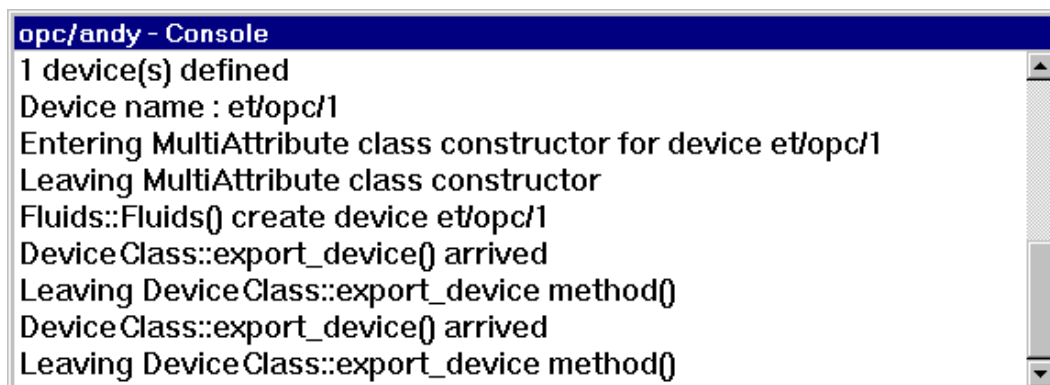 opc/andy - Console
1 device(s) defined
Device name : et/opc/1
Entering MultiAttribute class constructor for device et/opc/1
Leaving MultiAttribute class constructor
Fluids::Fluids() create device et/opc/1
DeviceClass::export_device() arrived
Leaving DeviceClass::export_device method()
DeviceClass::export_device() arrived
Leaving DeviceClass::export_device method()